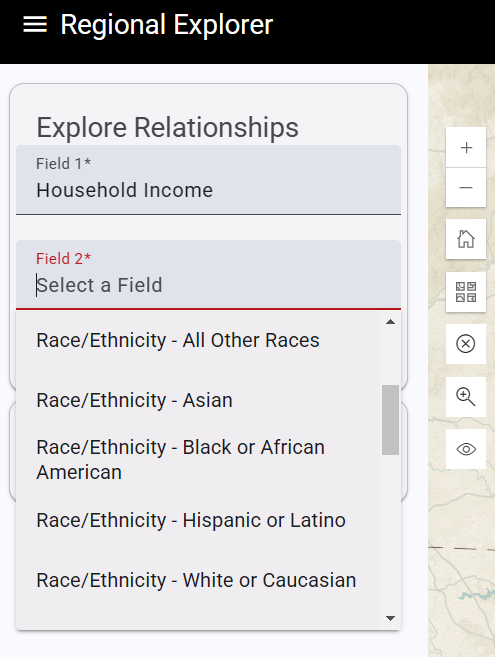 Regional Explorer
Explore Relationships
Field 1*
Household Income
Field 2*
Select a Field
Race/Ethnicity - All Other Races
Race/Ethnicity - Asian
Race/Ethnicity - Black or African
American
Race/Ethnicity - Hispanic or Latino
Race/Ethnicity - White or Caucasian